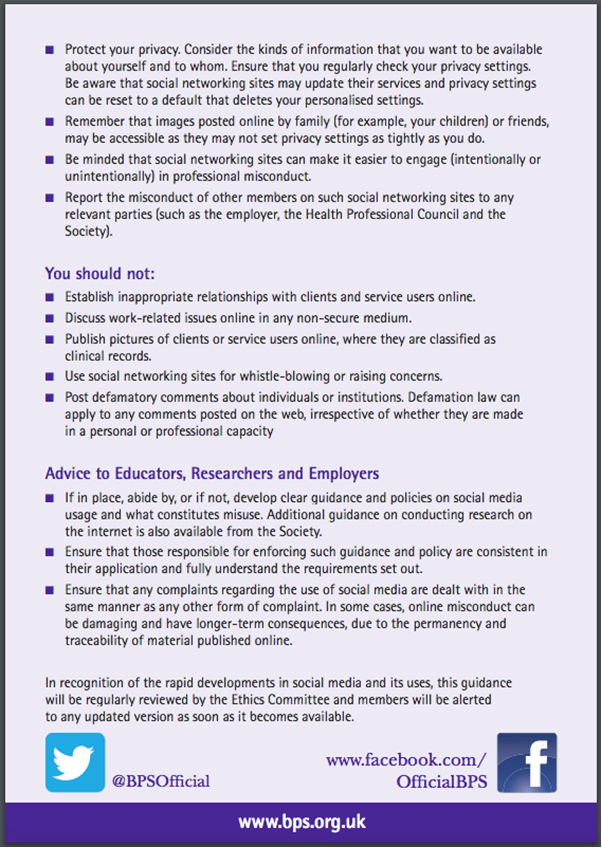 ■ Protect your privacy. Consider the kinds of information that you want to be available
about yourself and to whom. Ensure that you regularly check your privacy settings.
Be aware that social networking sites may update their services and privacy settings
can be reset to a default that deletes your personalised settings.
■ Remember that images posted online by family (for example, your children) or friends,
may be accessible as they may not set privacy settings as tightly as you do.
■ Be minded that social networking sites can make it easier to engage (intentionally or
unintentionally) in professional misconduct.
■ Report the misconduct of other members on such social networking sites to any
relevant parties (such as the employer, the Health Professional Council and the
Society).
You should not:
■ Establish inappropriate relationships with clients and service users online.
■ Discuss work-related issues online in any non-secure medium.
■ Publish pictures of clients or service users online, where they are classified as
clinical records.
■ Use social networking sites for whistle-blowing or raising concerns.
■ Post defamatory comments about individuals or institutions. Defamation law can
apply to any comments posted on the web, irrespective of whether they are made
in a personal or professional capacity
Advice to Educators, Researchers and Employers
■ If in place, abide by, or if not, develop clear guidance and policies on social media
usage and what constitutes misuse. Additional guidance on conducting research on
the internet is also available from the Society.
■ Ensure that those responsible for enforcing such guidance and policy are consistent in
their application and fully understand the requirements set out.
■ Ensure that any complaints regarding the use of social media are dealt with in the
same manner as any other form of complaint. In some cases, online misconduct can
be damaging and have longer-term consequences, due to the permanency and
traceability of material published online.
In recognition of the rapid developments in social media and its uses, this guidance
will be regularly reviewed by the Ethics Committee and members will be alerted
to any updated version as soon as it becomes available.
@BPSOfficial
www.facebook.com/
OfficialBPS
f
www.bps.org.uk